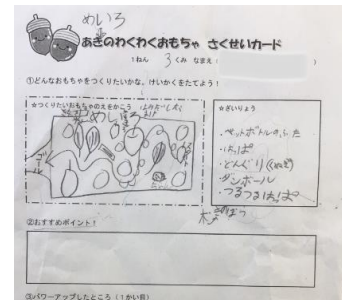 めいろ
あきのわくわくおもちゃ さくせいカード
1ねん 3くみ なまえ
①どんなおもちゃをつくりたいかな。けいかくをたてよう！
☆つくりたいおもちゃのえをかこう
めいろ
ゴール
☆ざいりょう
・ペットボトルのふた
・はっぱ
・どんぐり
・ダンボール
・つるつるはっぱ
②おすすめポイント！
③パワーアップしたところ（1かい目）